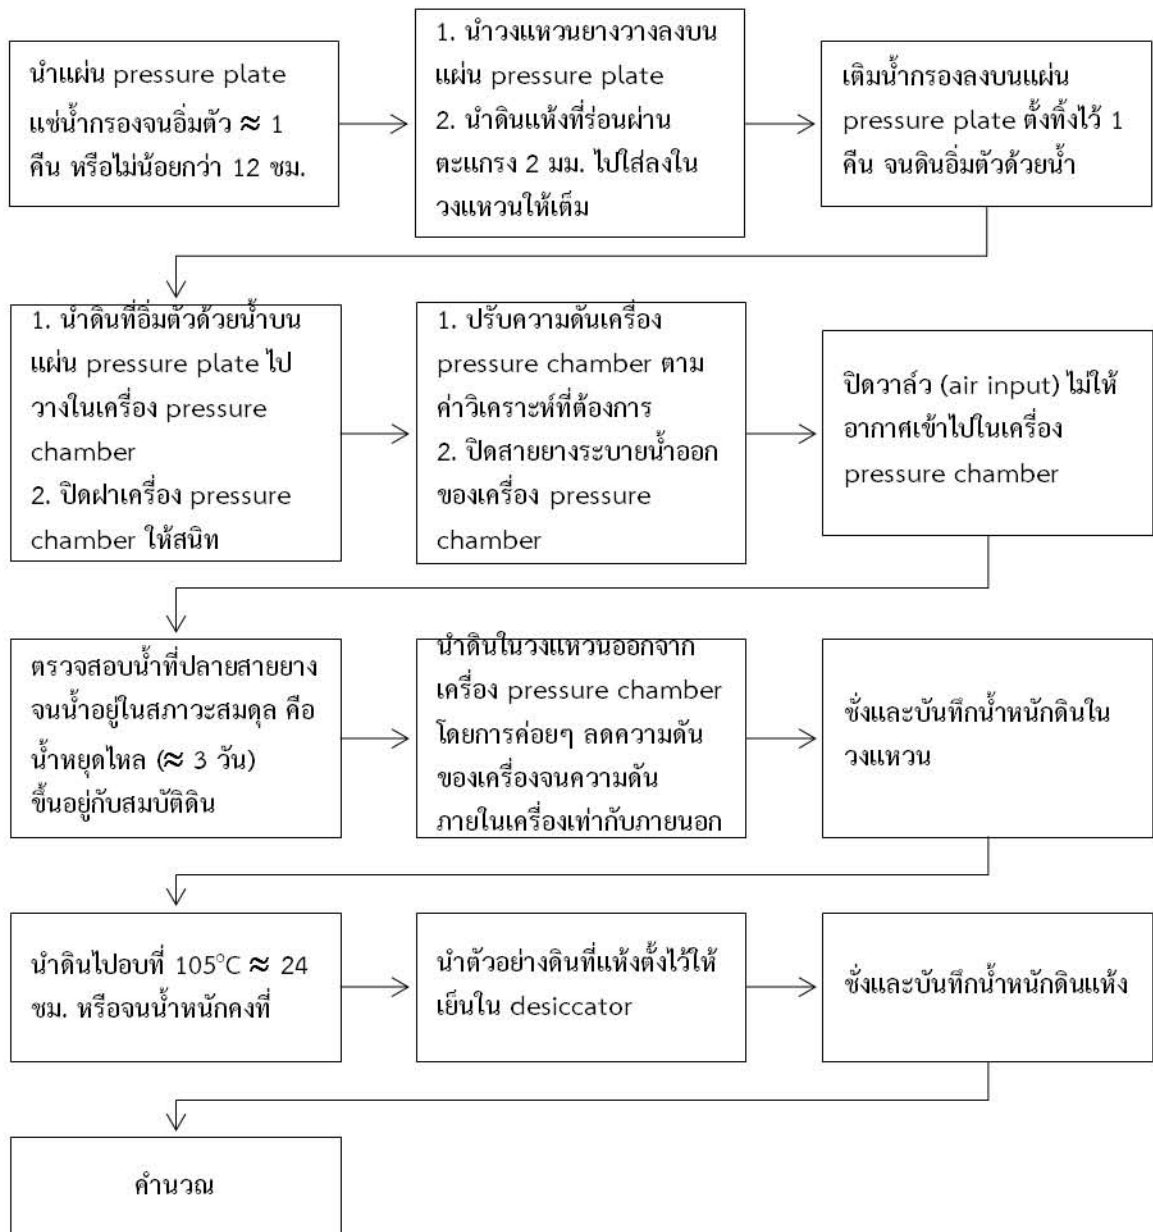 นำแผ่น pressure plate
แช่น้ำกรองจนอิ่มตัว ≈ 1
คืน หรือไม่น้อยกว่า 12 ชม.
1. นำวงแหวนยางวางลงบน
แผ่น pressure plate
2. นำดินแห้งที่ร่อนผ่าน
ตะแกรง 2 มม. ไปใส่ลงใน
วงแหวนให้เต็ม
เติมน้ำกรองลงบนแผ่น
pressure plate ตั้งทิ้งไว้ 1
คืน จนดินอิ่มตัวด้วยน้ำ
1. นำดินที่อิ่มตัวด้วยน้ำบน
แผ่น pressure plate ไป
วางในเครื่อง pressure
chamber
2. ปิดฝาเครื่อง pressure
chamber ให้สนิท
1. ปรับความดันเครื่อง
pressure chamber ตาม
ค่าวิเคราะห์ที่ต้องการ
2. ปิดสายยางระบายน้ำออก
ของเครื่อง pressure
chamber
ปิดวาล์ว (air input) ไม่ให้
อากาศเข้าไปในเครื่อง
pressure chamber
ตรวจสอบน้ำที่ปลายสายยาง
จนน้ำอยู่ในสภาวะสมดุล คือ
น้ำหยุดไหล (≈ 3 วัน)
ขึ้นอยู่กับสมบัติดิน
นำดินในวงแหวนออกจาก
เครื่อง pressure chamber
โดยการค่อยๆ ลดความดัน
ของเครื่องจนความดัน
ภายในเครื่องเท่ากับภายนอก
ชั่งและบันทึกน้ำหนักดินใน
วงแหวน
นำดินไปอบที่ 105°C ≈ 24
ชม. หรือจนน้ำหนักคงที่
นำตัวอย่างดินที่แห้งตั้งไว้ให้
เย็นใน desiccator
ชั่งและบันทึกน้ำหนักดินแห้ง
คำนวณ